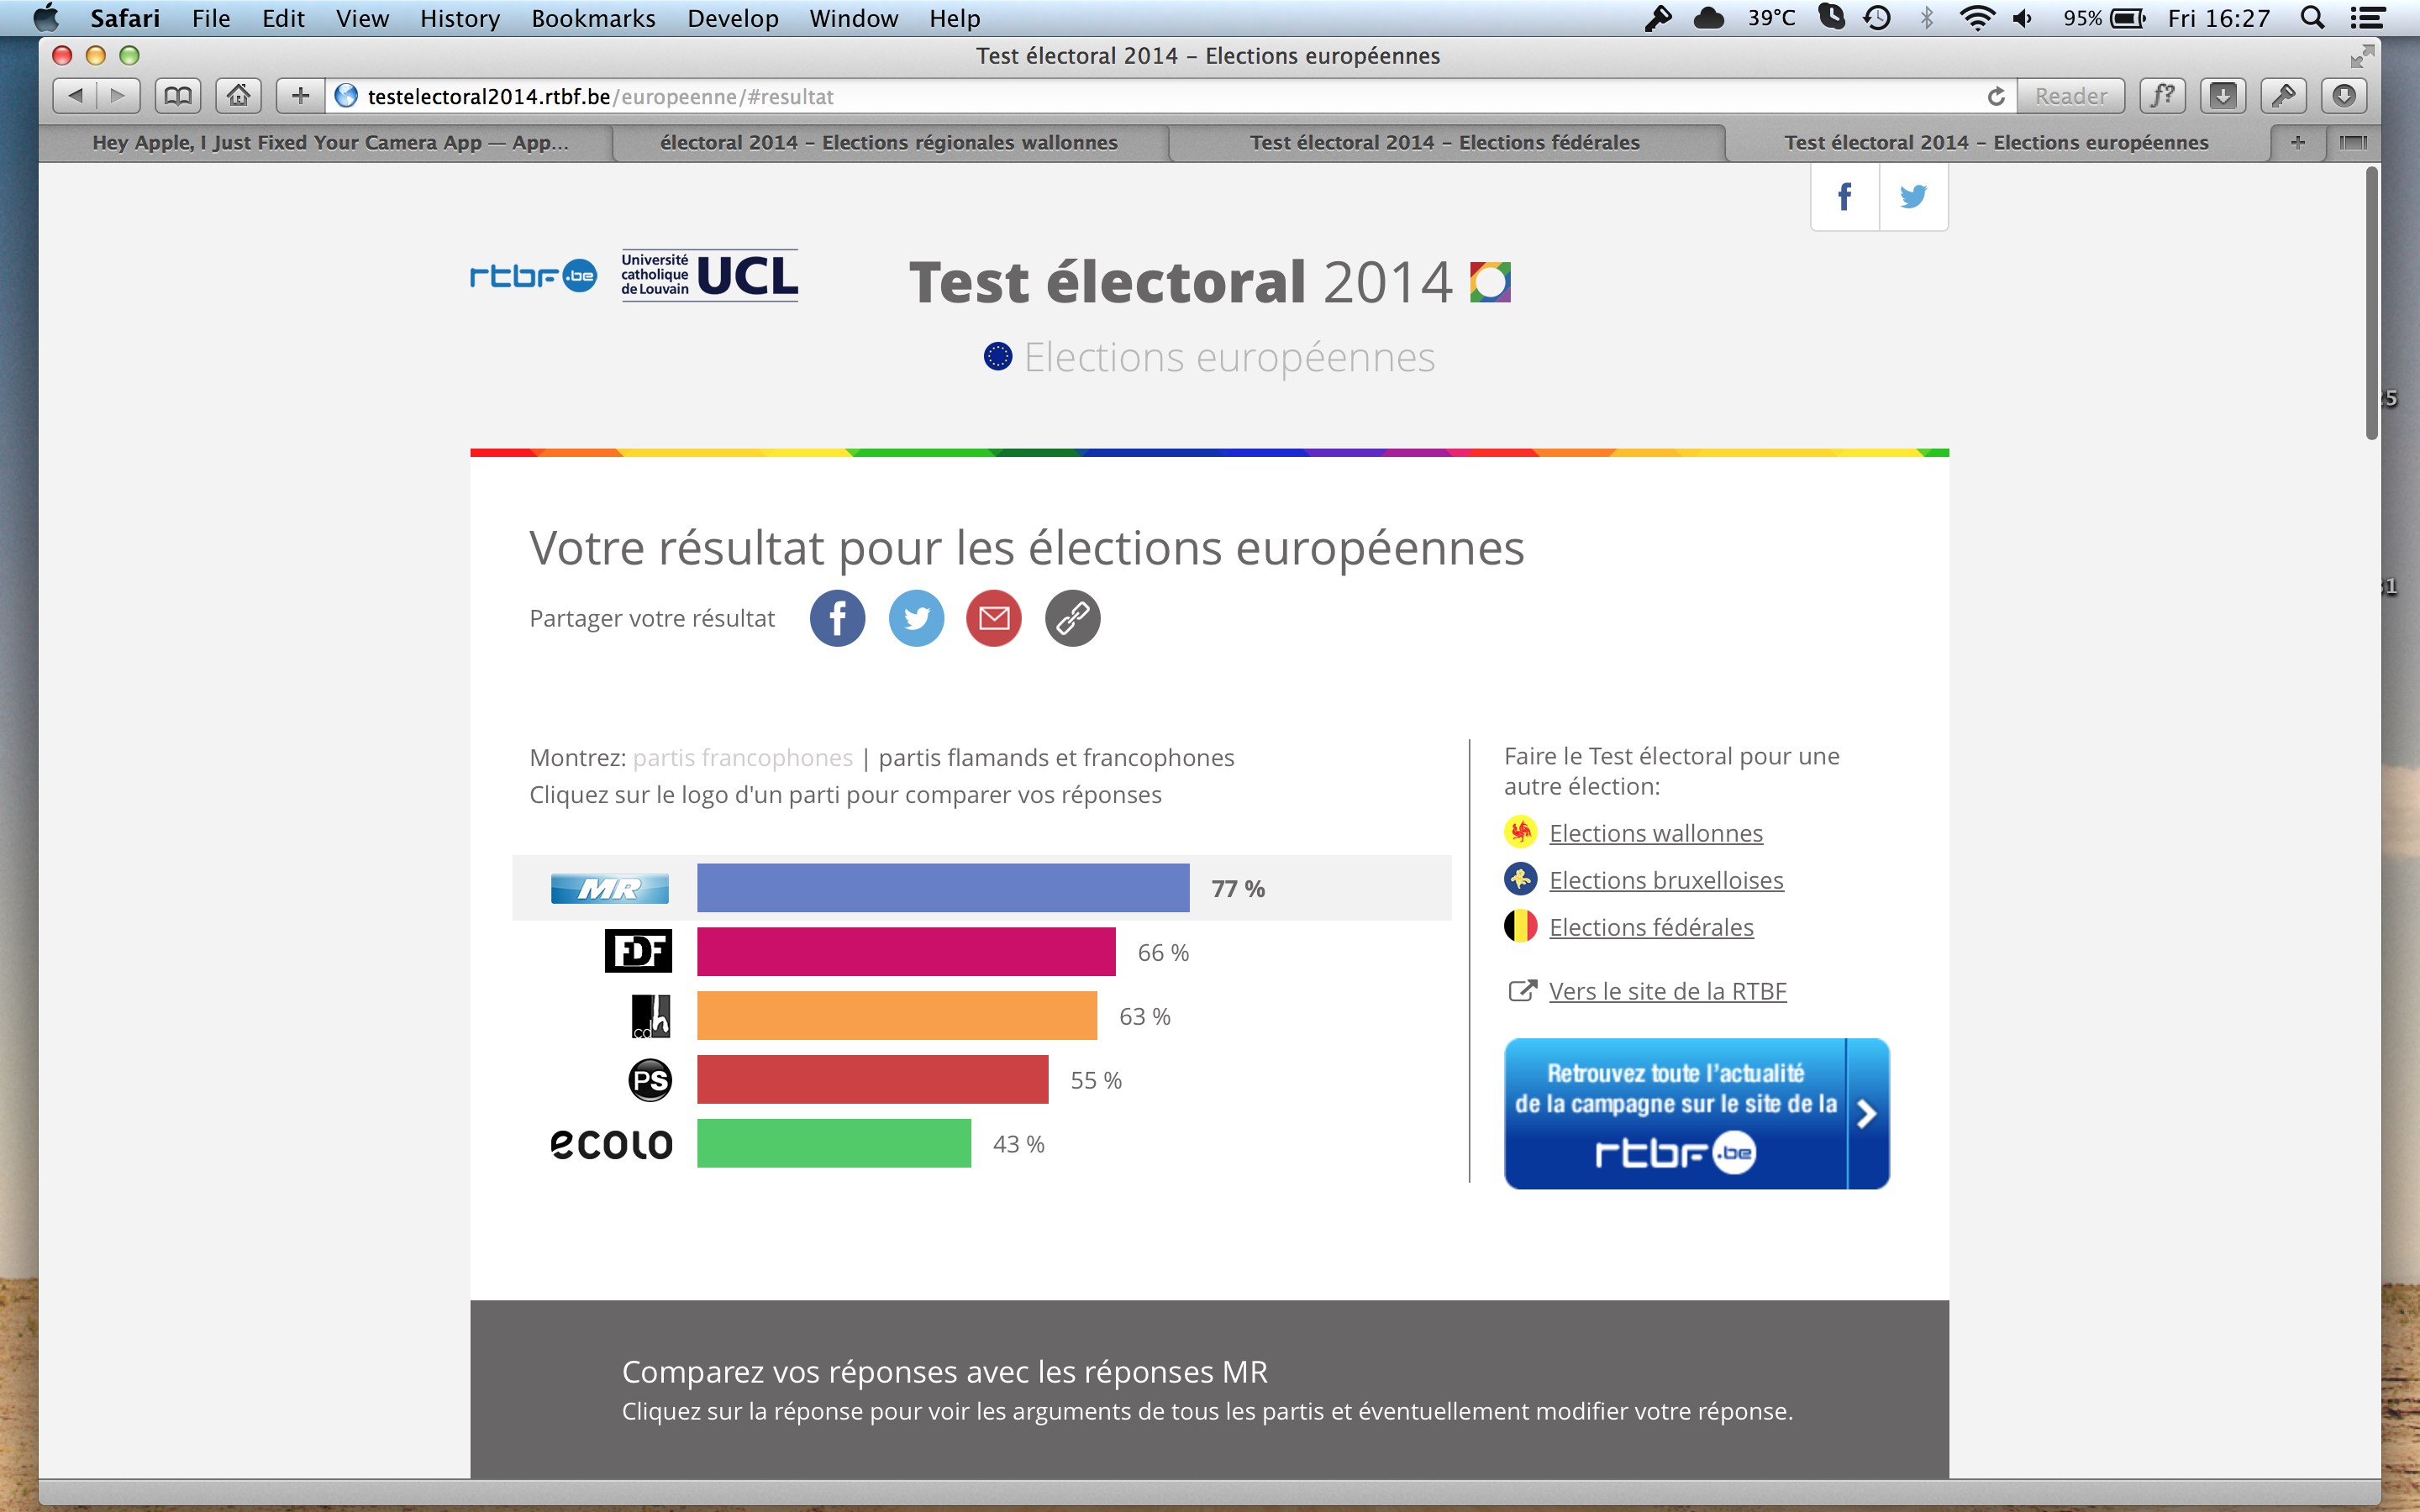 Safari File Edit View History Bookmarks Develop Window Help 39°C 95% Fri 16:27
Test électoral 2014 – Elections européennes
testelectoral2014.rtbf.be/europeenne/#resultat Reader f?
Hey Apple, I Just Fixed Your Camera App — App... électoral 2014 – Elections régionales wallonnes Test électoral 2014 – Elections fédérales Test électoral 2014 – Elections européennes
rtbf.be
Université
catholique
de Louvain
UCL
Test électoral 2014
Elections européennes
Votre résultat pour les élections européennes
Partager votre résultat
Montrez: partis francophones | partis flamands et francophones
Cliquez sur le logo d'un parti pour comparer vos réponses
MR 77 %
FDF 66 %
cdh 63 %
PS 55 %
ecolo 43 %
Faire le Test électoral pour une
autre élection:
Elections wallonnes
Elections bruxelloises
Elections fédérales
Vers le site de la RTBF
Retrouvez toute l'actualité
de la campagne sur le site de la
rtbf.be
Comparez vos réponses avec les réponses MR
Cliquez sur la réponse pour voir les arguments de tous les partis et éventuellement modifier votre réponse.